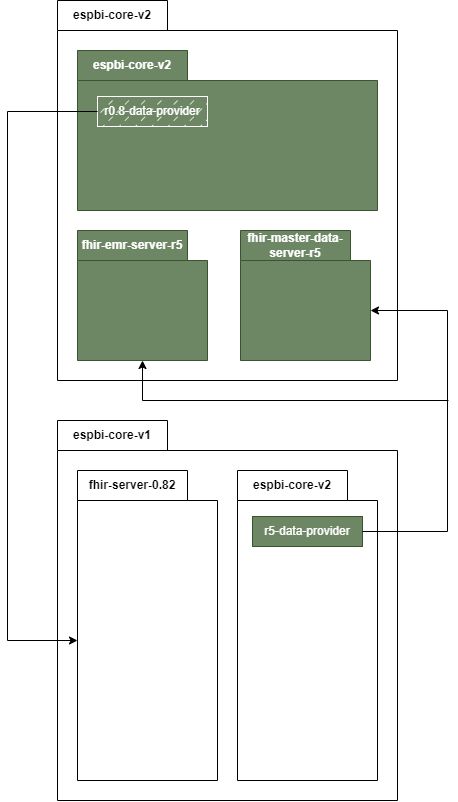 espbi-core-v2
espbi-core-v2
r0.8-data-provider
fhir-emr-server-r5
fhir-master-data-
server-r5
espbi-core-v1
fhir-server-0.82
espbi-core-v2
r5-data-provider